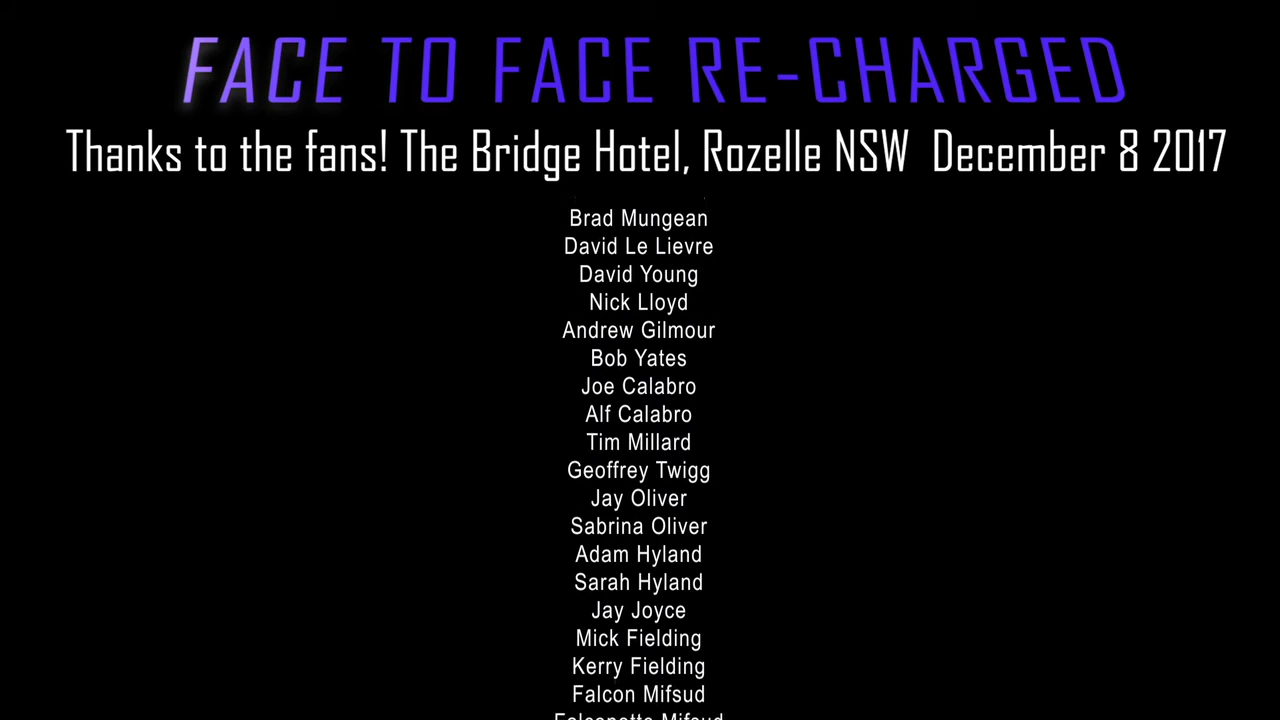 FACE TO FACE RE-CHARGED
Thanks to the fans! The Bridge Hotel, Rozelle NSW December 8 2017
Brad Mungean
David Le Lievre
David Young
Nick Lloyd
Andrew Gilmour
Bob Yates
Joe Calabro
Alf Calabro
Tim Millard
Geoffrey Twigg
Jay Oliver
Sabrina Oliver
Adam Hyland
Sarah Hyland
Jay Joyce
Mick Fielding
Kerry Fielding
Falcon Mifsud
Mifsud